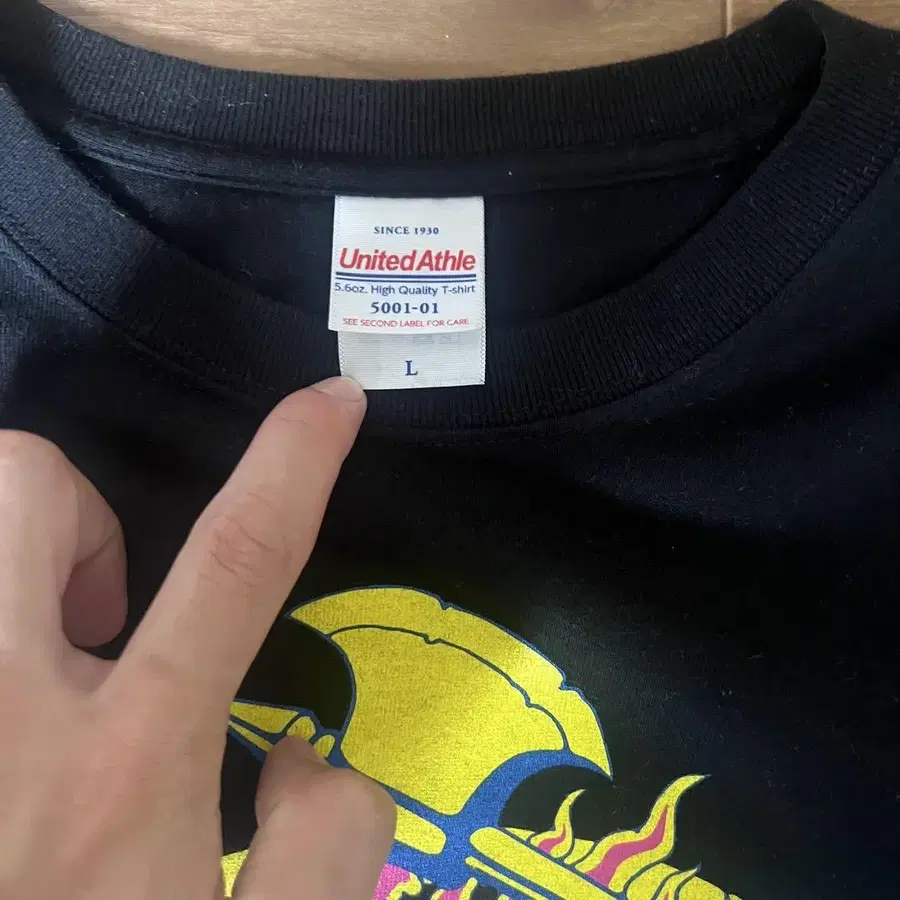 SINCE 1930
United Athle
5.6oz. High Quality T-shirt
5001-01
SEE SECOND LABEL FOR CARE
L